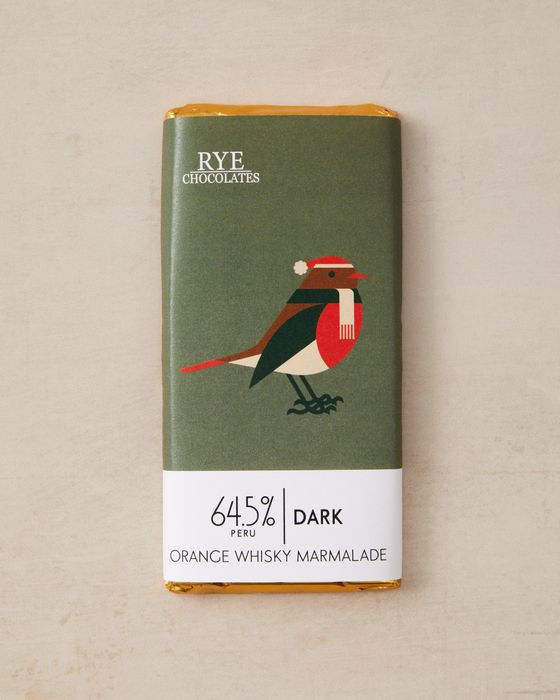 RYE
CHOCOLATES
64.5% DARK
PERU
ORANGE WHISKY MARMALADE